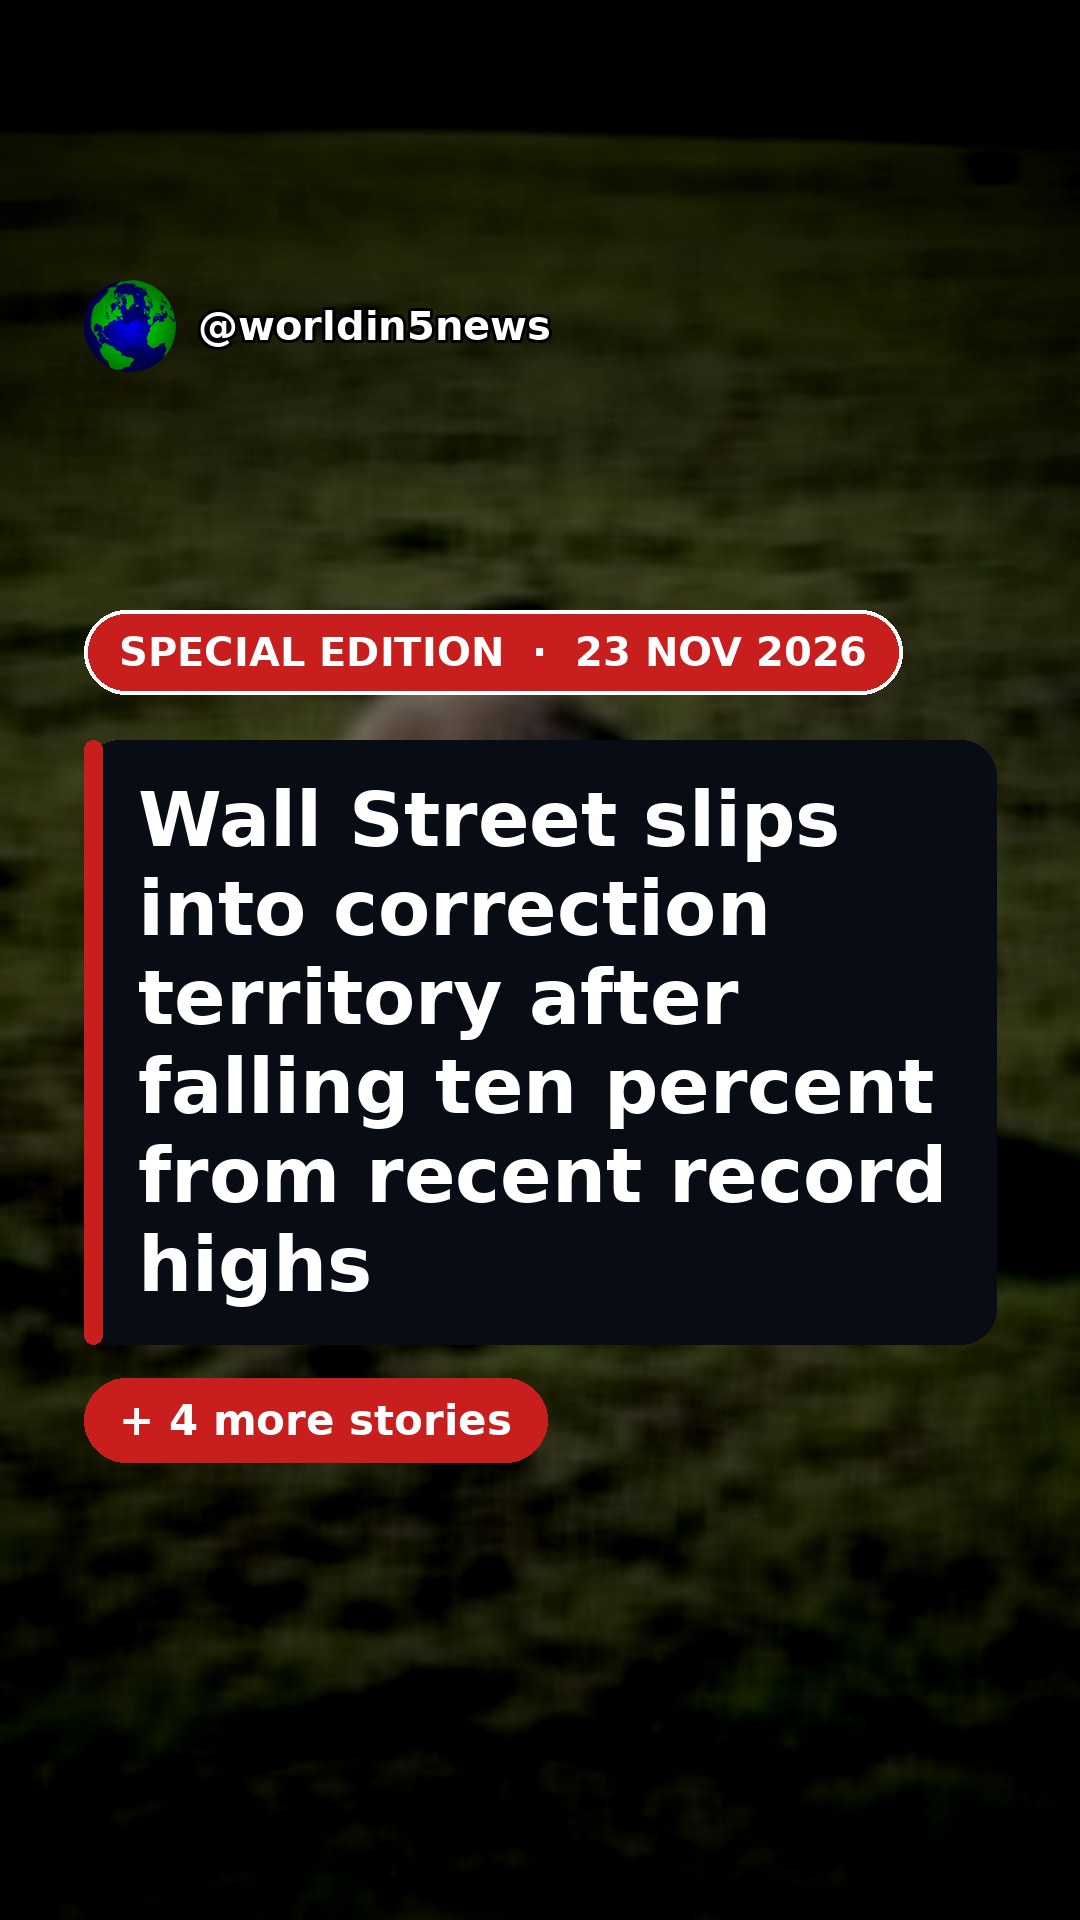 @worldin5news
SPECIAL EDITION · 23 NOV 2026
Wall Street slips
into correction
territory after
falling ten percent
from recent record
highs
+ 4 more stories